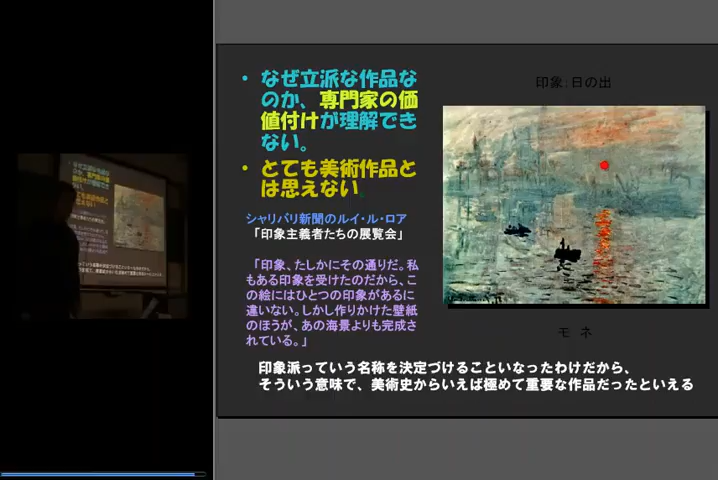 • なぜ立派な作品な
のか、専門家の価
値付けが理解でき
ない。
• とても美術作品と
は思えない
シャリバリ新聞のルイ・ル・ロア
「印象主義者たちの展覧会」
「印象、たしかにその通りだ。私
もある印象を受けたのだから、こ
の絵にはひとつの印象があるに
違いない。しかし作りかけた壁紙
のほうが、あの海景よりも完成さ
れている。」
印象：日の出
モ ネ
印象派っていう名称を決定づけることいなったわけだから、
そういう意味で、美術史からいえば極めて重要な作品だったといえる